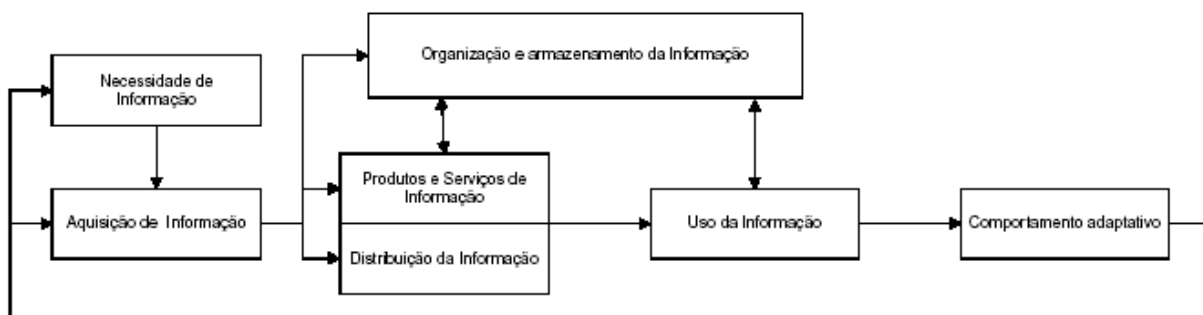 Organização e armazenamento da Informação
Necessidade de
Informação
Produtos e Serviços de
Informação
Aquisição de Informação
Uso da Informação
Comportamento adaptativo
Distribuição da Informação